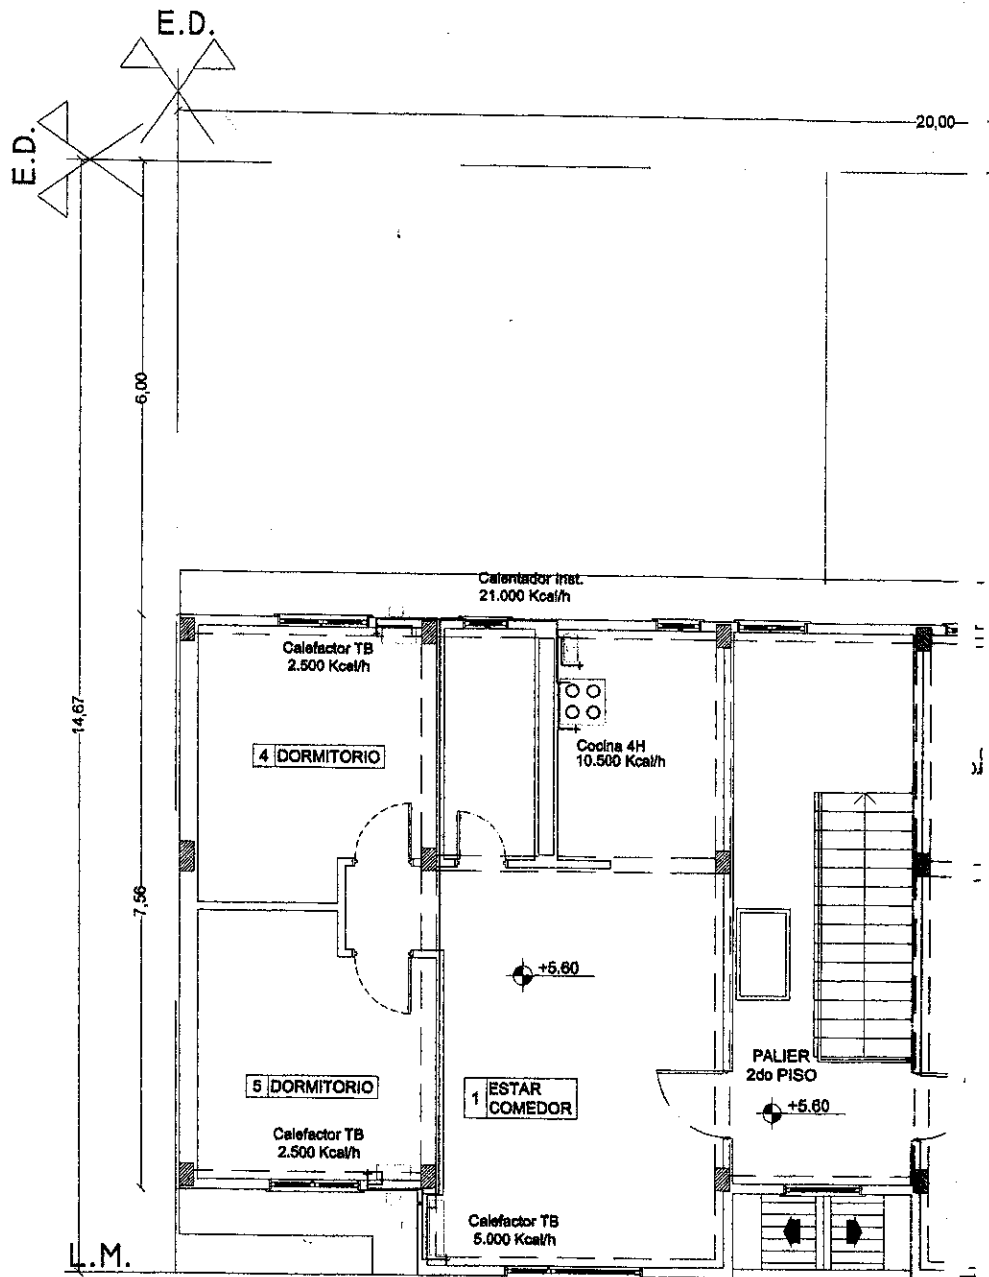 E.D.
20,00
E.D.
6,00
Calentador Inst.
21.000 Kcal/h
Calefactor TB
2.500 Kcal/h
14,67
4 DORMITORIO
Cocina 4H
10.500 Kcal/h
7,56
+5.60
PALIER
2do PISO
5 DORMITORIO
1 ESTAR
COMEDOR
+5.60
Calefactor TB
2.500 Kcal/h
Calefactor TB
5.000 Kcal/h
L.M.